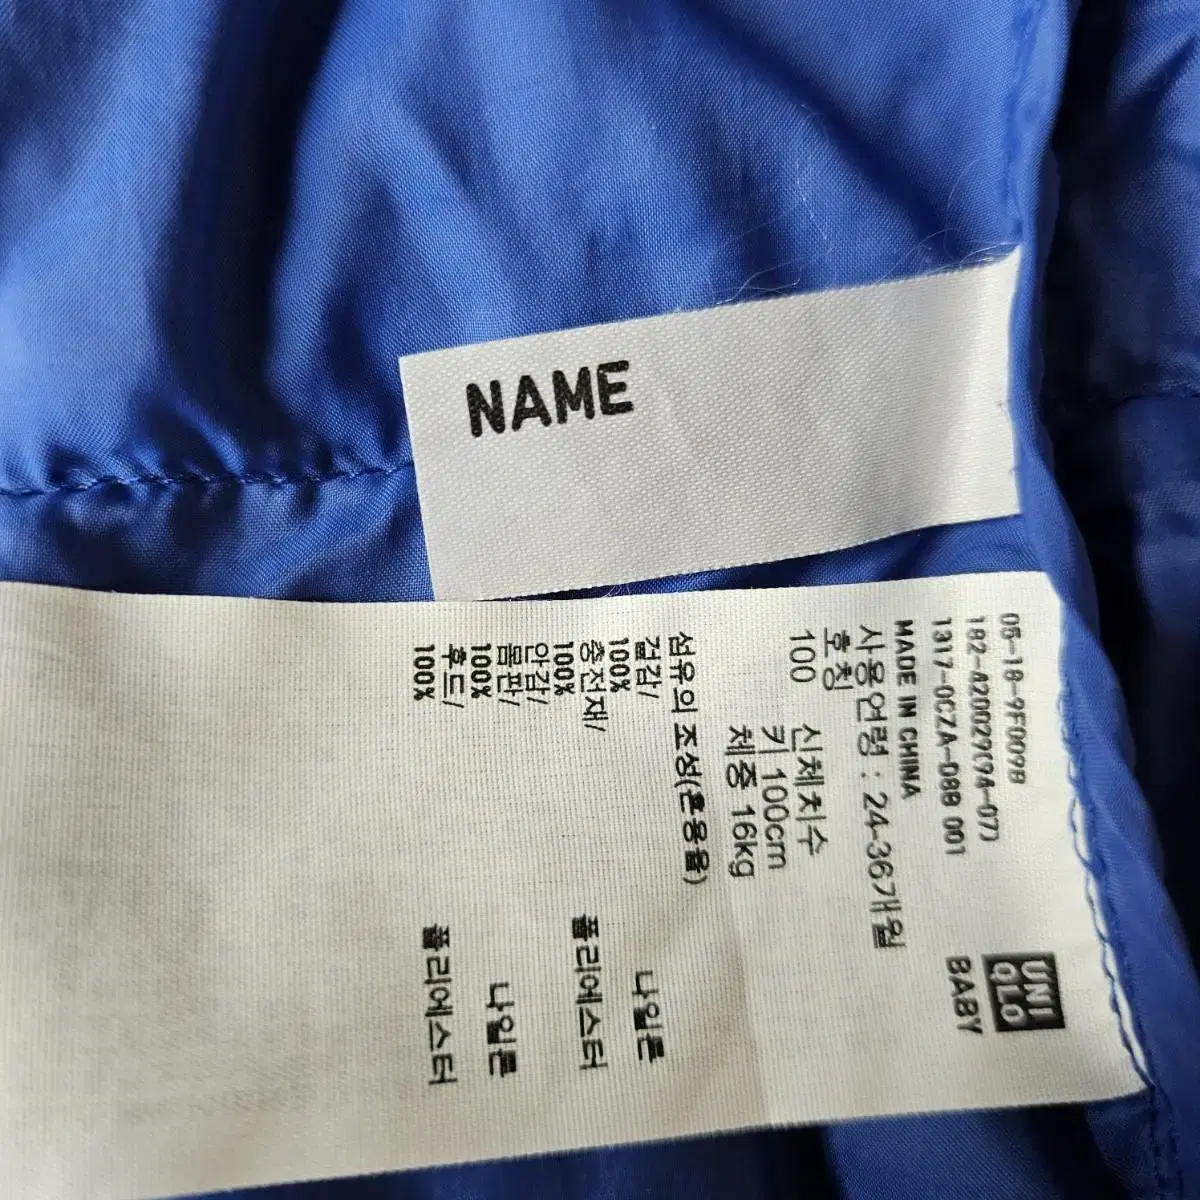 NAME
UNI
QLO
BABY
05-18-9F009B
182-420029(94-07)
1317-0CZA-08B 001
MADE IN CHINA
사용연령 : 24-36개월
호칭 신체치수
100 키 100cm
체중 16kg
섬유의 조성(혼용율)
겉감/ 나일론
100%
충전재/ 폴리에스터
100%
안감/
몸판/ 나일론
100%
후드/ 폴리에스터
100%